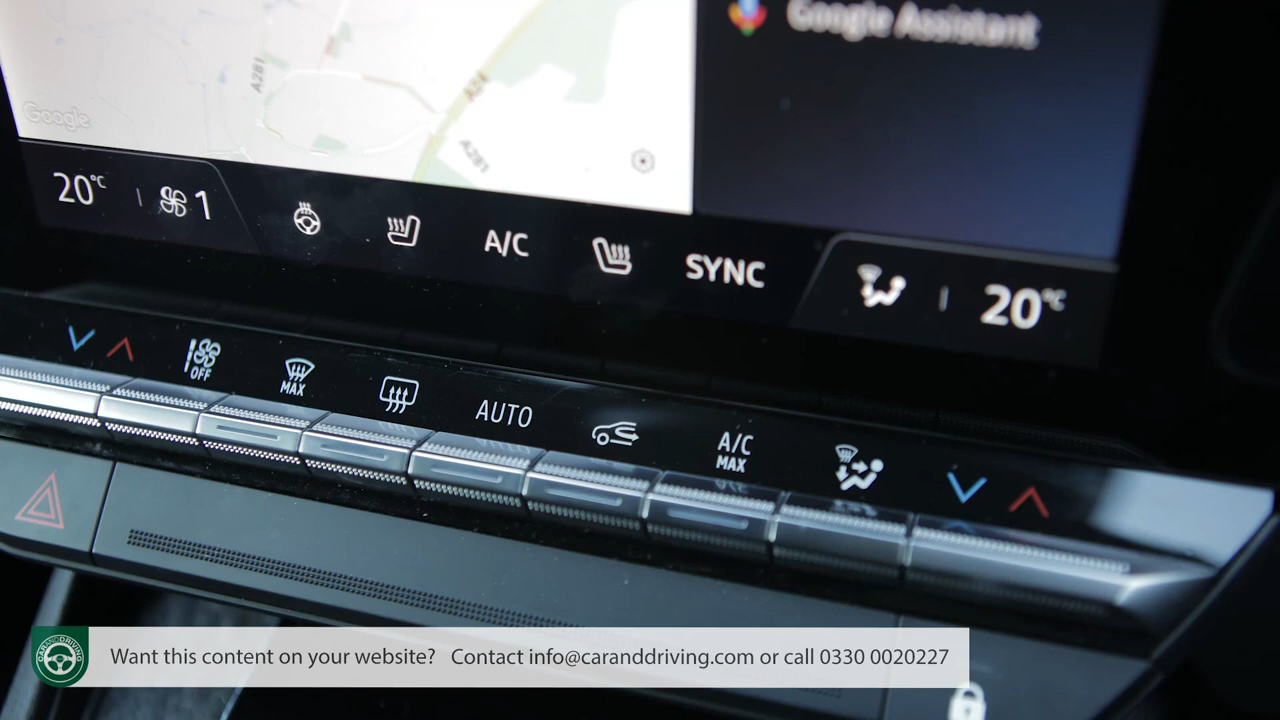 Google Assistant
A281
A24
Google
A281
20°C 1
A/C
SYNC
20°C
OFF
MAX
AUTO
A/C
MAX
CARANDDRIVING
Want this content on your website? Contact info@caranddriving.com or call 0330 0020227